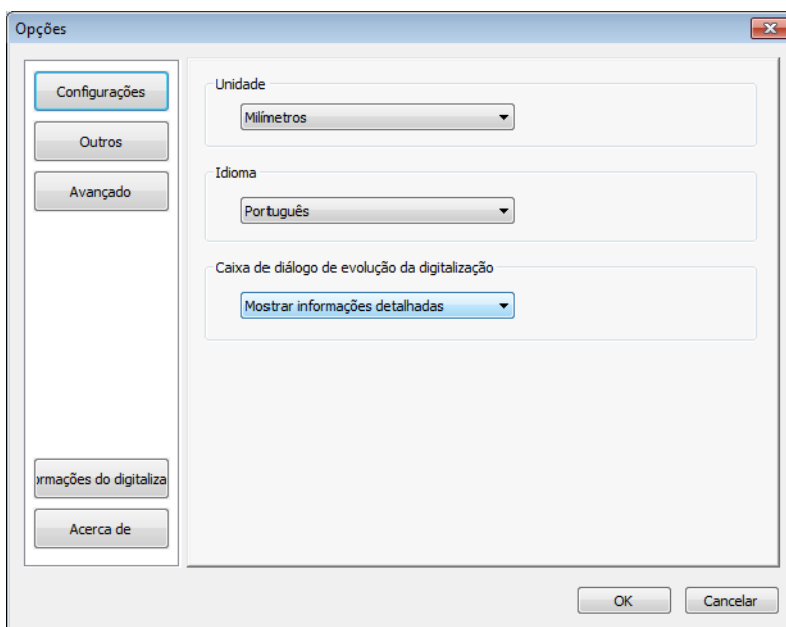 Opções
Configurações
Outros
Avançado
Unidade
Milímetros
Idioma
Português
Caixa de diálogo de evolução da digitalização
Mostrar informações detalhadas
ormações do digitaliza
Acerca de
OK
Cancelar